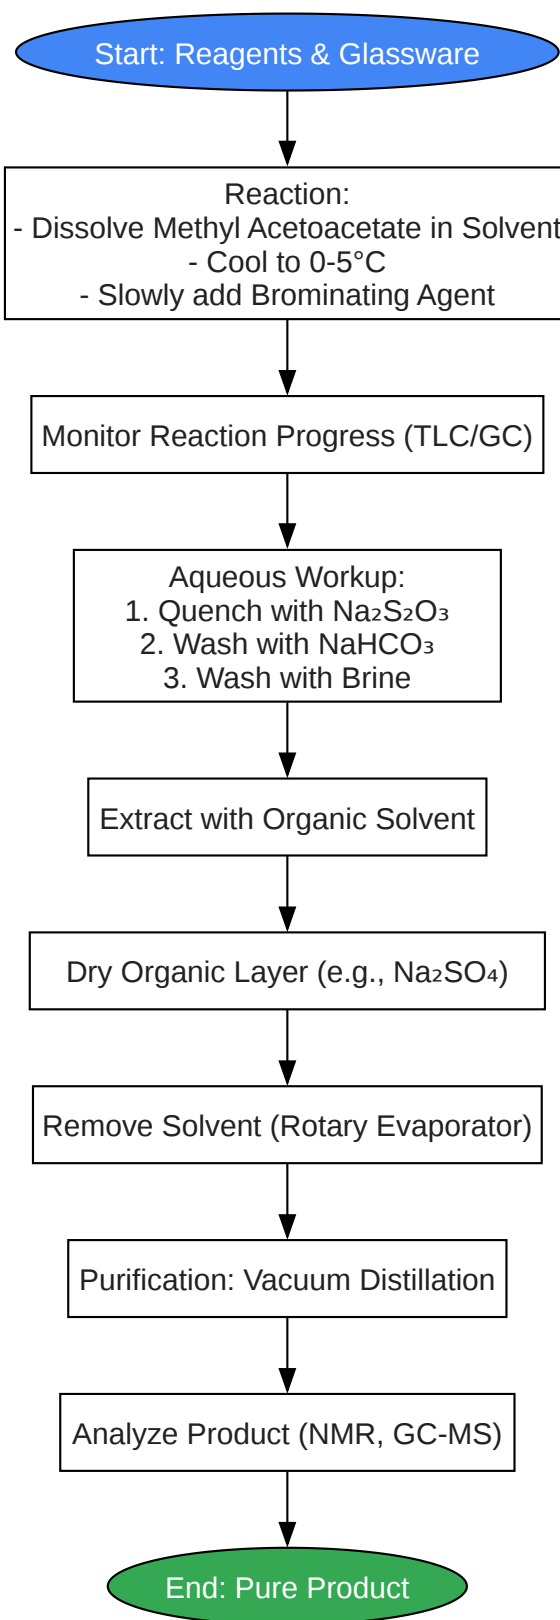 Start: Reagents & Glassware
Reaction:
- Dissolve Methyl Acetoacetate in Solvent
- Cool to 0-5°C
- Slowly add Brominating Agent
Monitor Reaction Progress (TLC/GC)
Aqueous Workup:
1. Quench with Na₂S₂O₃
2. Wash with NaHCO₃
3. Wash with Brine
Extract with Organic Solvent
Dry Organic Layer (e.g., Na₂SO₄)
Remove Solvent (Rotary Evaporator)
Purification: Vacuum Distillation
Analyze Product (NMR, GC-MS)
End: Pure Product